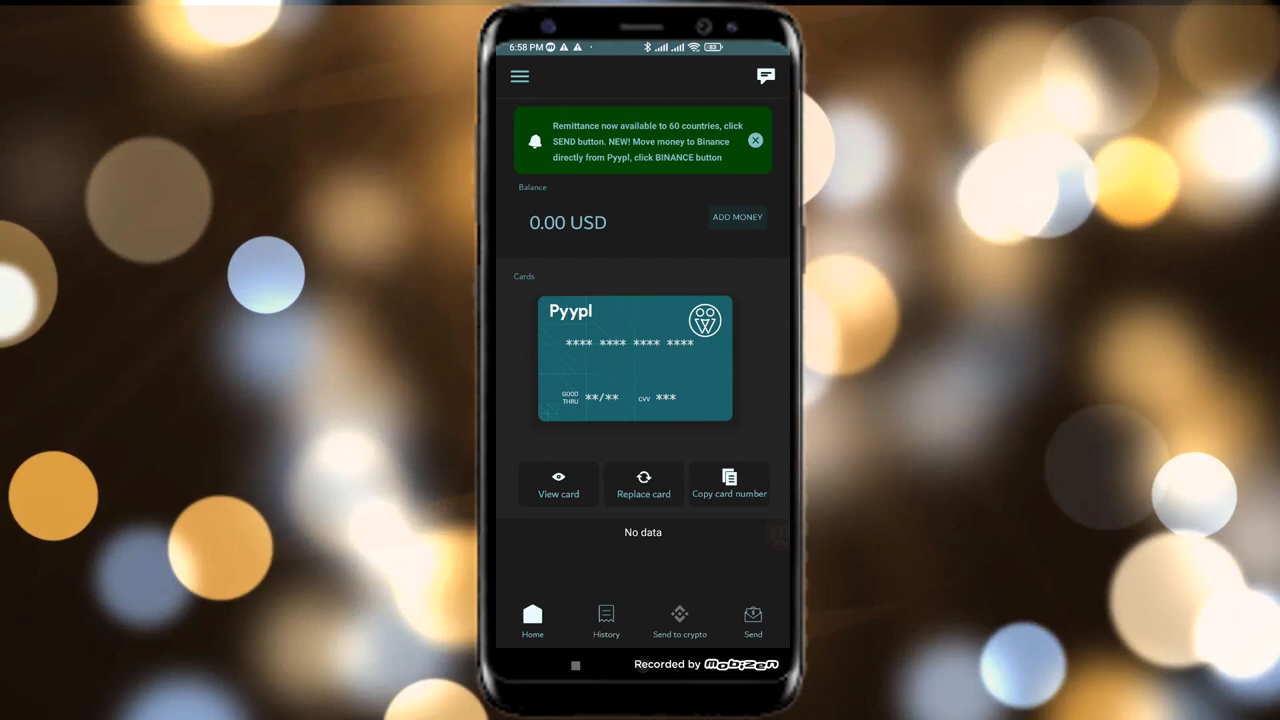 6:58 PM
83
Remittance now available to 60 countries, click
SEND button. NEW! Move money to Binance
directly from Pyypl, click BINANCE button
Balance
0.00 USD
ADD MONEY
Cards
Pyypl
**** **** **** ****
GOOD
THRU
**/**
CVV ***
View card
Replace card
Copy card number
No data
Home
History
Send to crypto
Send
Recorded by mobizen